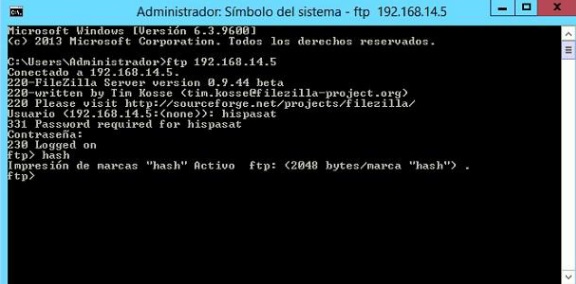 Administrador: Símbolo del sistema - ftp 192.168.14.5
Microsoft Windows [Versión 6.3.9600]
(c) 2013 Microsoft Corporation. Todos los derechos reservados.
C:\Users\Administrador>ftp 192.168.14.5
Conectado a 192.168.14.5.
220-FileZilla Server version 0.9.44 beta
220-written by Tim Kosse (tim.kosse@filezilla-project.org)
220 Please visit http://sourceforge.net/projects/filezilla/
Usuario (192.168.14.5:(none)): hispasat
331 Password required for hispasat
Contraseña:
230 Logged on
ftp> hash
Impresión de marcas "hash" Activo  ftp: (2048 bytes/marca "hash") .
ftp>